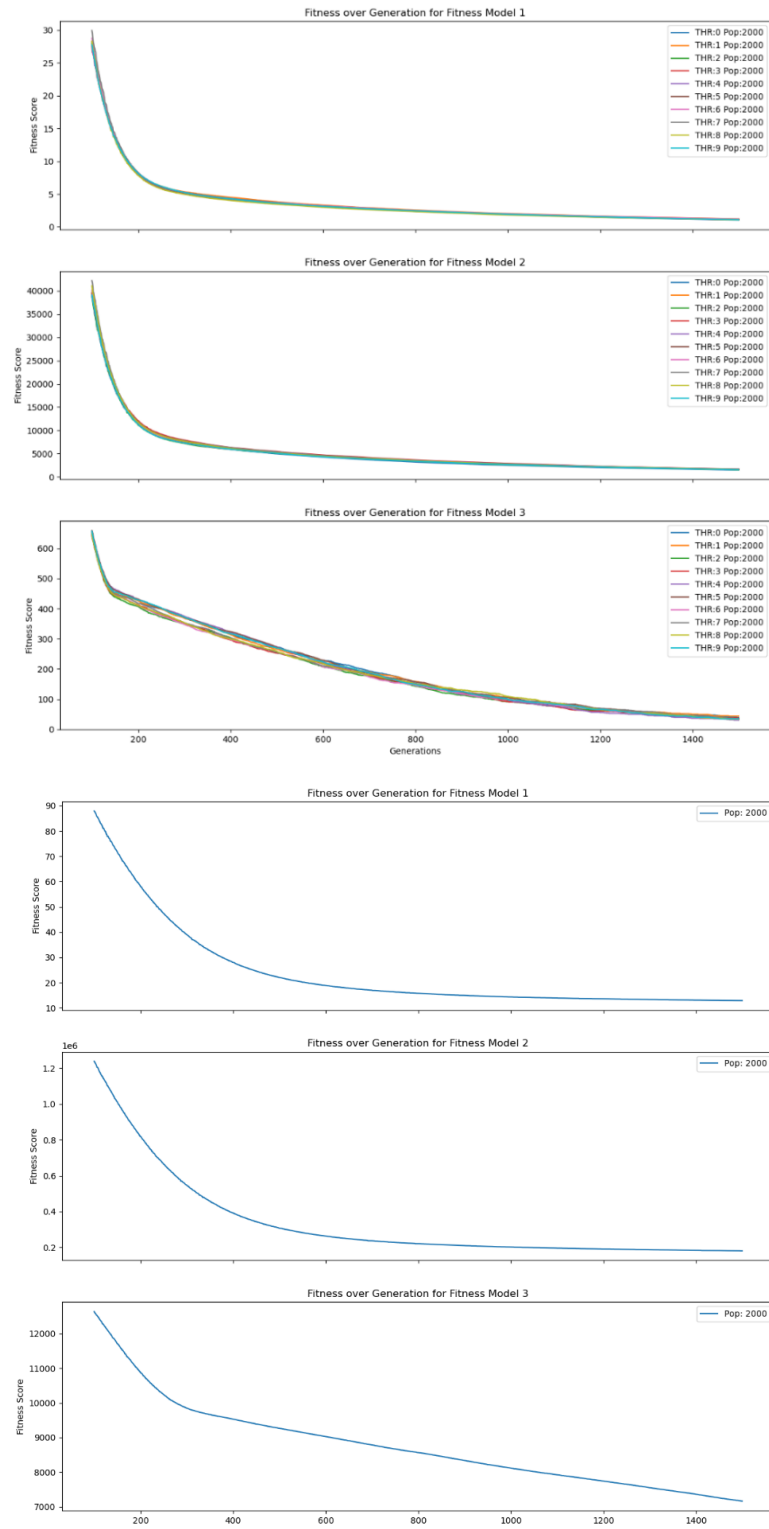 Fitness over Generation for Fitness Model 1
30
25
20
15
10
5
0
Fitness Score
THR:0 Pop:2000
THR:1 Pop:2000
THR:2 Pop:2000
THR:3 Pop:2000
THR:4 Pop:2000
THR:5 Pop:2000
THR:6 Pop:2000
THR:7 Pop:2000
THR:8 Pop:2000
THR:9 Pop:2000
Fitness over Generation for Fitness Model 2
40000
35000
30000
25000
20000
15000
10000
5000
0
Fitness Score
THR:0 Pop:2000
THR:1 Pop:2000
THR:2 Pop:2000
THR:3 Pop:2000
THR:4 Pop:2000
THR:5 Pop:2000
THR:6 Pop:2000
THR:7 Pop:2000
THR:8 Pop:2000
THR:9 Pop:2000
Fitness over Generation for Fitness Model 3
600
500
400
300
200
100
0
Fitness Score
THR:0 Pop:2000
THR:1 Pop:2000
THR:2 Pop:2000
THR:3 Pop:2000
THR:4 Pop:2000
THR:5 Pop:2000
THR:6 Pop:2000
THR:7 Pop:2000
THR:8 Pop:2000
THR:9 Pop:2000
200 400 600 800 1000 1200 1400
Generations
Fitness over Generation for Fitness Model 1
90
80
70
60
50
40
30
20
10
Fitness Score
Pop: 2000
Fitness over Generation for Fitness Model 2
1e6
1.2
1.0
0.8
0.6
0.4
0.2
Fitness Score
Pop: 2000
Fitness over Generation for Fitness Model 3
12000
11000
10000
9000
8000
7000
Fitness Score
Pop: 2000
200 400 600 800 1000 1200 1400